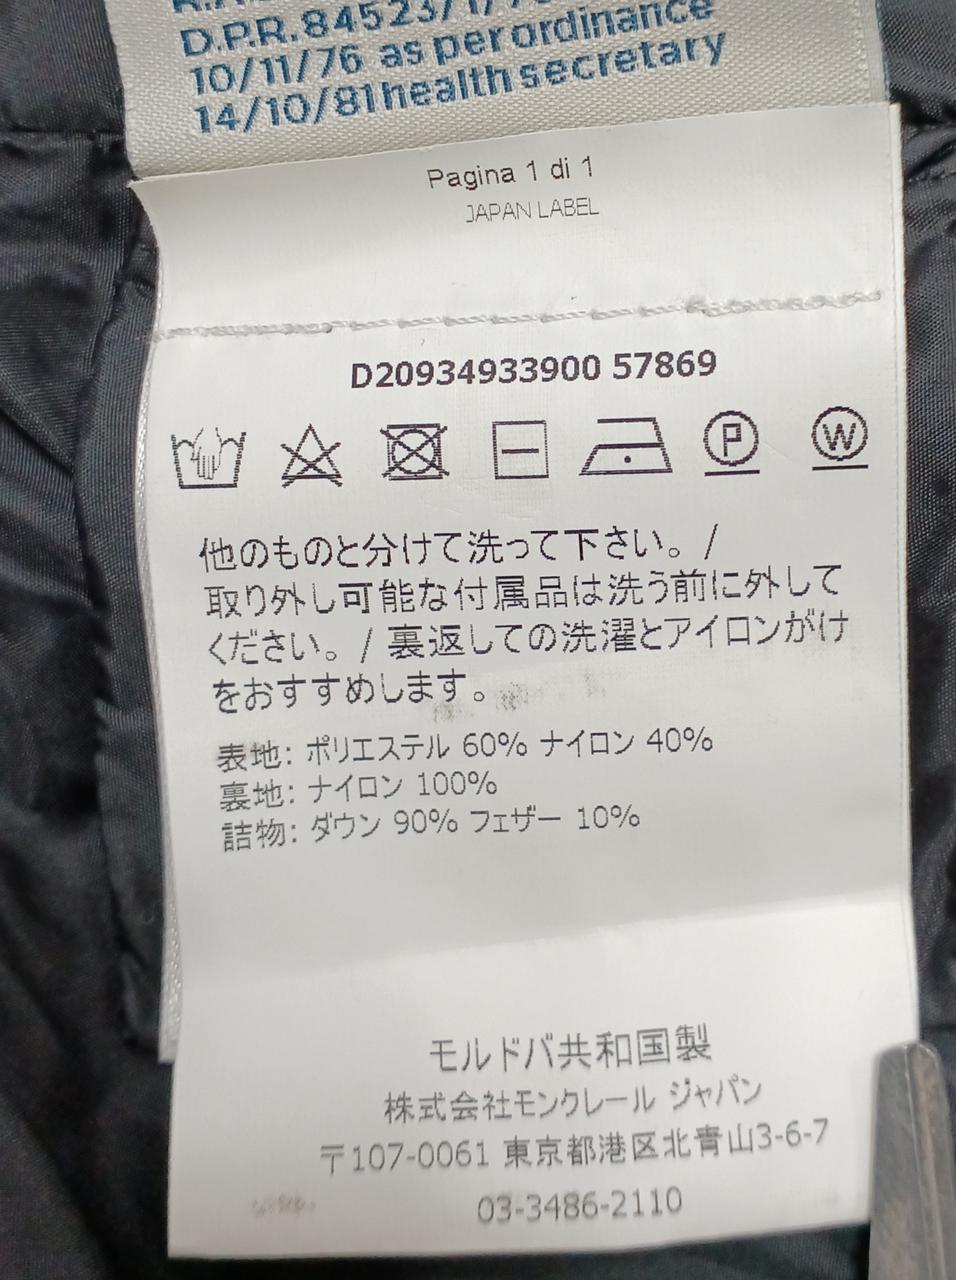 D.P.R. 84523/1/
10/11/76 as per ordinance
14/10/81 health secretary
Pagina 1 di 1
JAPAN LABEL
D20934933900 57869
P W
他のものと分けて洗って下さい。/
取り外し可能な付属品は洗う前に外して
ください。/ 裏返しての洗濯とアイロンがけ
をおすすめします。
表地: ポリエステル 60% ナイロン 40%
裏地: ナイロン 100%
詰物: ダウン 90% フェザー 10%
モルドバ共和国製
株式会社モンクレール ジャパン
〒107-0061 東京都港区北青山3-6-7
03-3486-2110